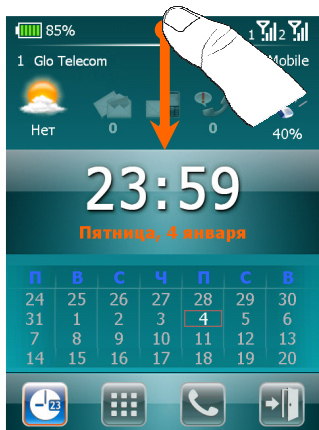 85% 1 2
1 Glo Telecom Mobile
Нет 0 0 40%
23:59
Пятница, 4 января
П В С Ч П С В
24 25 26 27 28 29 30
31 1 2 3 4 5 6
7 8 9 10 11 12 13
14 15 16 17 18 19 20
23